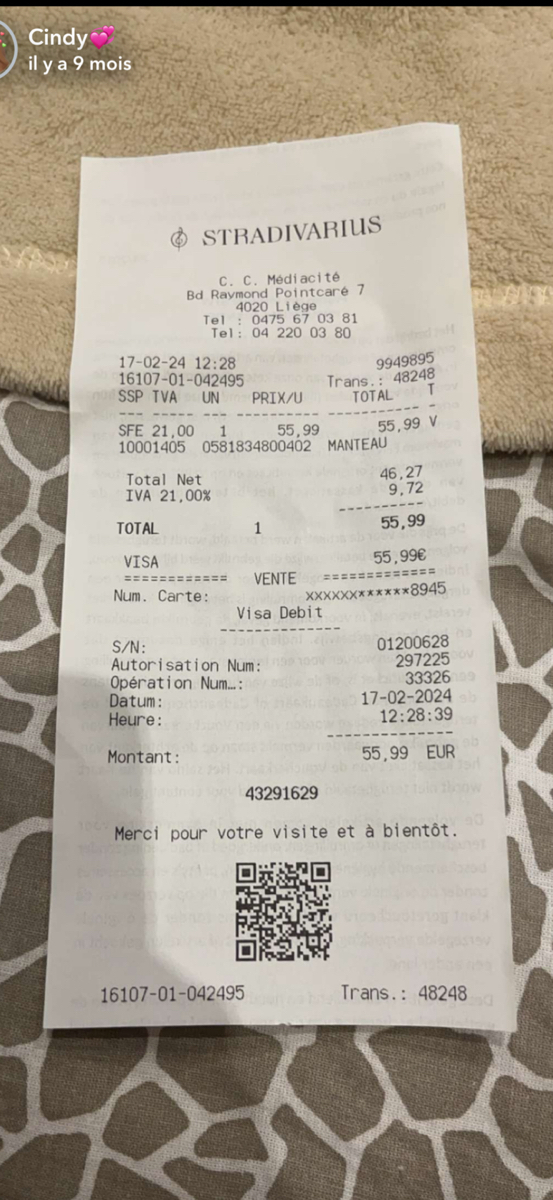 Cindy💕
il y a 9 mois
STRADIVARIUS
C. C. Médiacité
Bd Raymond Pointcaré 7
4020 Liège
Tel : 0475 67 03 81
Tel: 04 220 03 80
17-02-24 12:28 9949895
16107-01-042495 Trans.: 48248
SSP TVA UN PRIX/U TOTAL T
SFE 21,00 1 55,99 55,99 V
10001405 0581834800402 MANTEAU
Total Net 46,27
IVA 21,00% 9,72
TOTAL 1 55,99
VISA 55,99€
============ VENTE ============
Num. Carte: XXXXXX******8945
Visa Debit
S/N: 01200628
Autorisation Num: 297225
Opération Num…: 33326
Datum: 17-02-2024
Heure: 12:28:39
Montant: 55,99 EUR
43291629
Merci pour votre visite et à bientôt.
16107-01-042495 Trans.: 48248